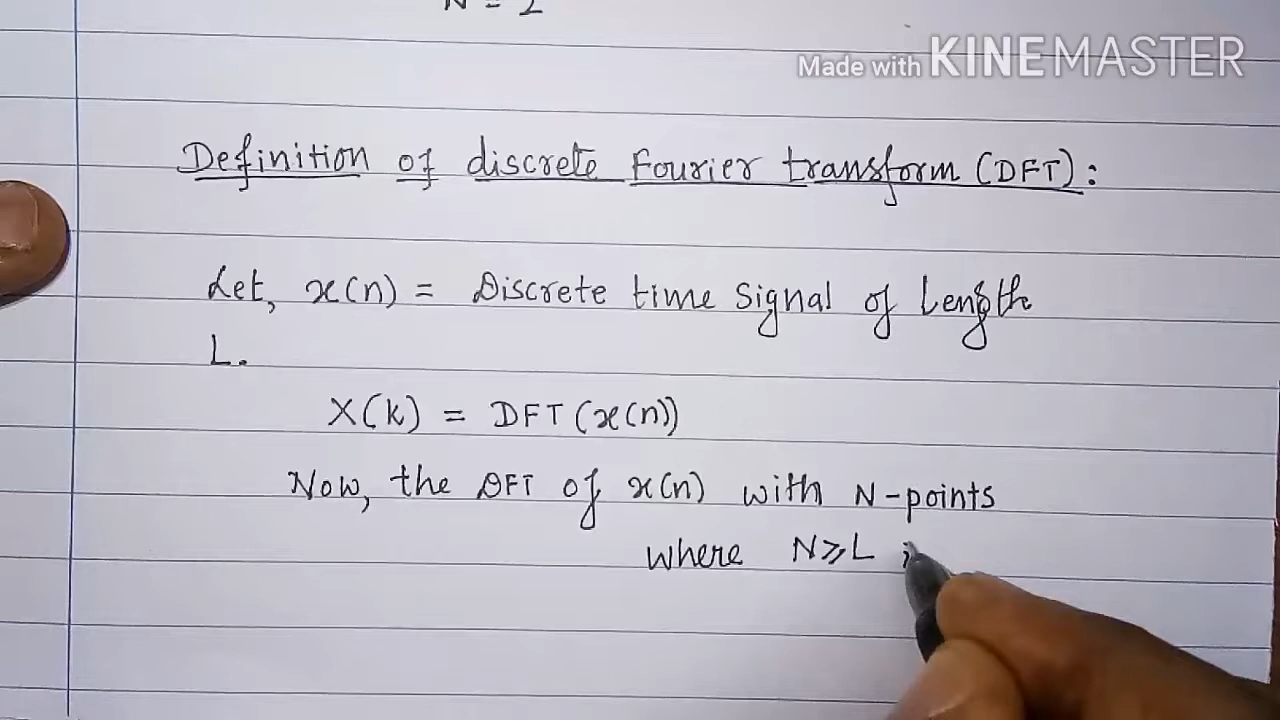 Made with KINEMASTER
Definition of discrete Fourier transform (DFT) :
Let, x(n) = Discrete time signal of Length
L.
X(k) = DFT (x(n))
Now, the DFT of x(n) with N-points
where N ≥ L